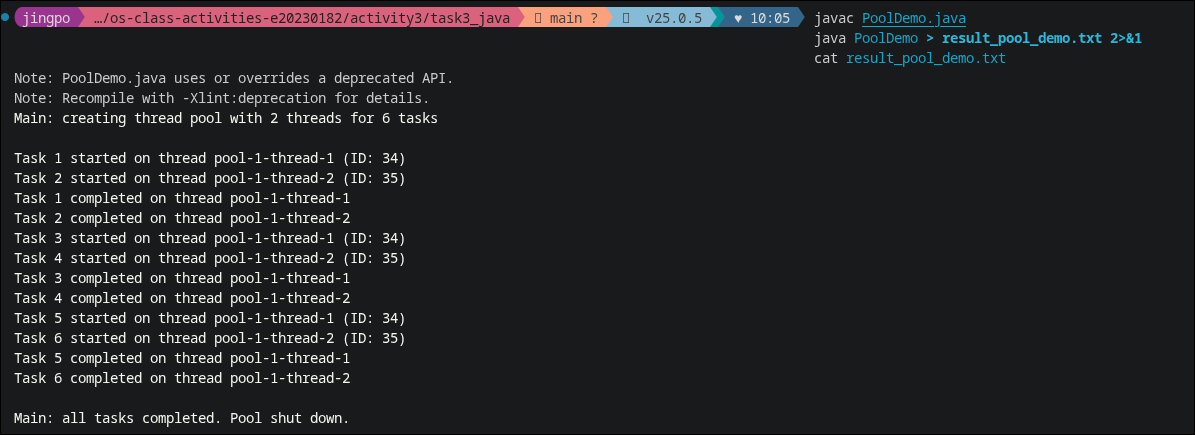 jingpo …/os-class-activities-e20230182/activity3/task3_java main ? v25.0.5 ♥ 10:05 javac PoolDemo.java
java PoolDemo > result_pool_demo.txt 2>&1
cat result_pool_demo.txt
Note: PoolDemo.java uses or overrides a deprecated API.
Note: Recompile with -Xlint:deprecation for details.
Main: creating thread pool with 2 threads for 6 tasks
Task 1 started on thread pool-1-thread-1 (ID: 34)
Task 2 started on thread pool-1-thread-2 (ID: 35)
Task 1 completed on thread pool-1-thread-1
Task 2 completed on thread pool-1-thread-2
Task 3 started on thread pool-1-thread-1 (ID: 34)
Task 4 started on thread pool-1-thread-2 (ID: 35)
Task 3 completed on thread pool-1-thread-1
Task 4 completed on thread pool-1-thread-2
Task 5 started on thread pool-1-thread-1 (ID: 34)
Task 6 started on thread pool-1-thread-2 (ID: 35)
Task 5 completed on thread pool-1-thread-1
Task 6 completed on thread pool-1-thread-2
Main: all tasks completed. Pool shut down.